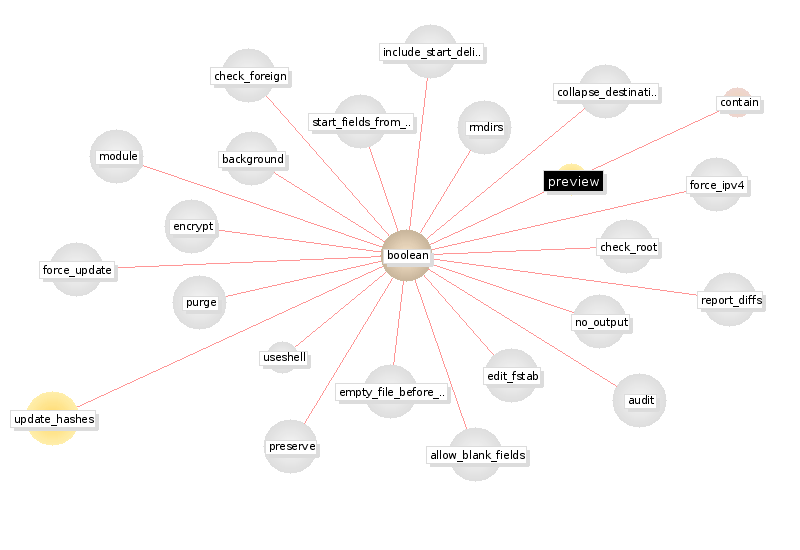 include_start_deli..
check_foreign
collapse_destinati..
contain
start_fields_from_..
rmdirs
module
background
preview
force_ipv4
encrypt
check_root
boolean
force_update
purge
report_diffs
no_output
useshell
edit_fstab
empty_file_before_..
audit
update_hashes
preserve
allow_blank_fields